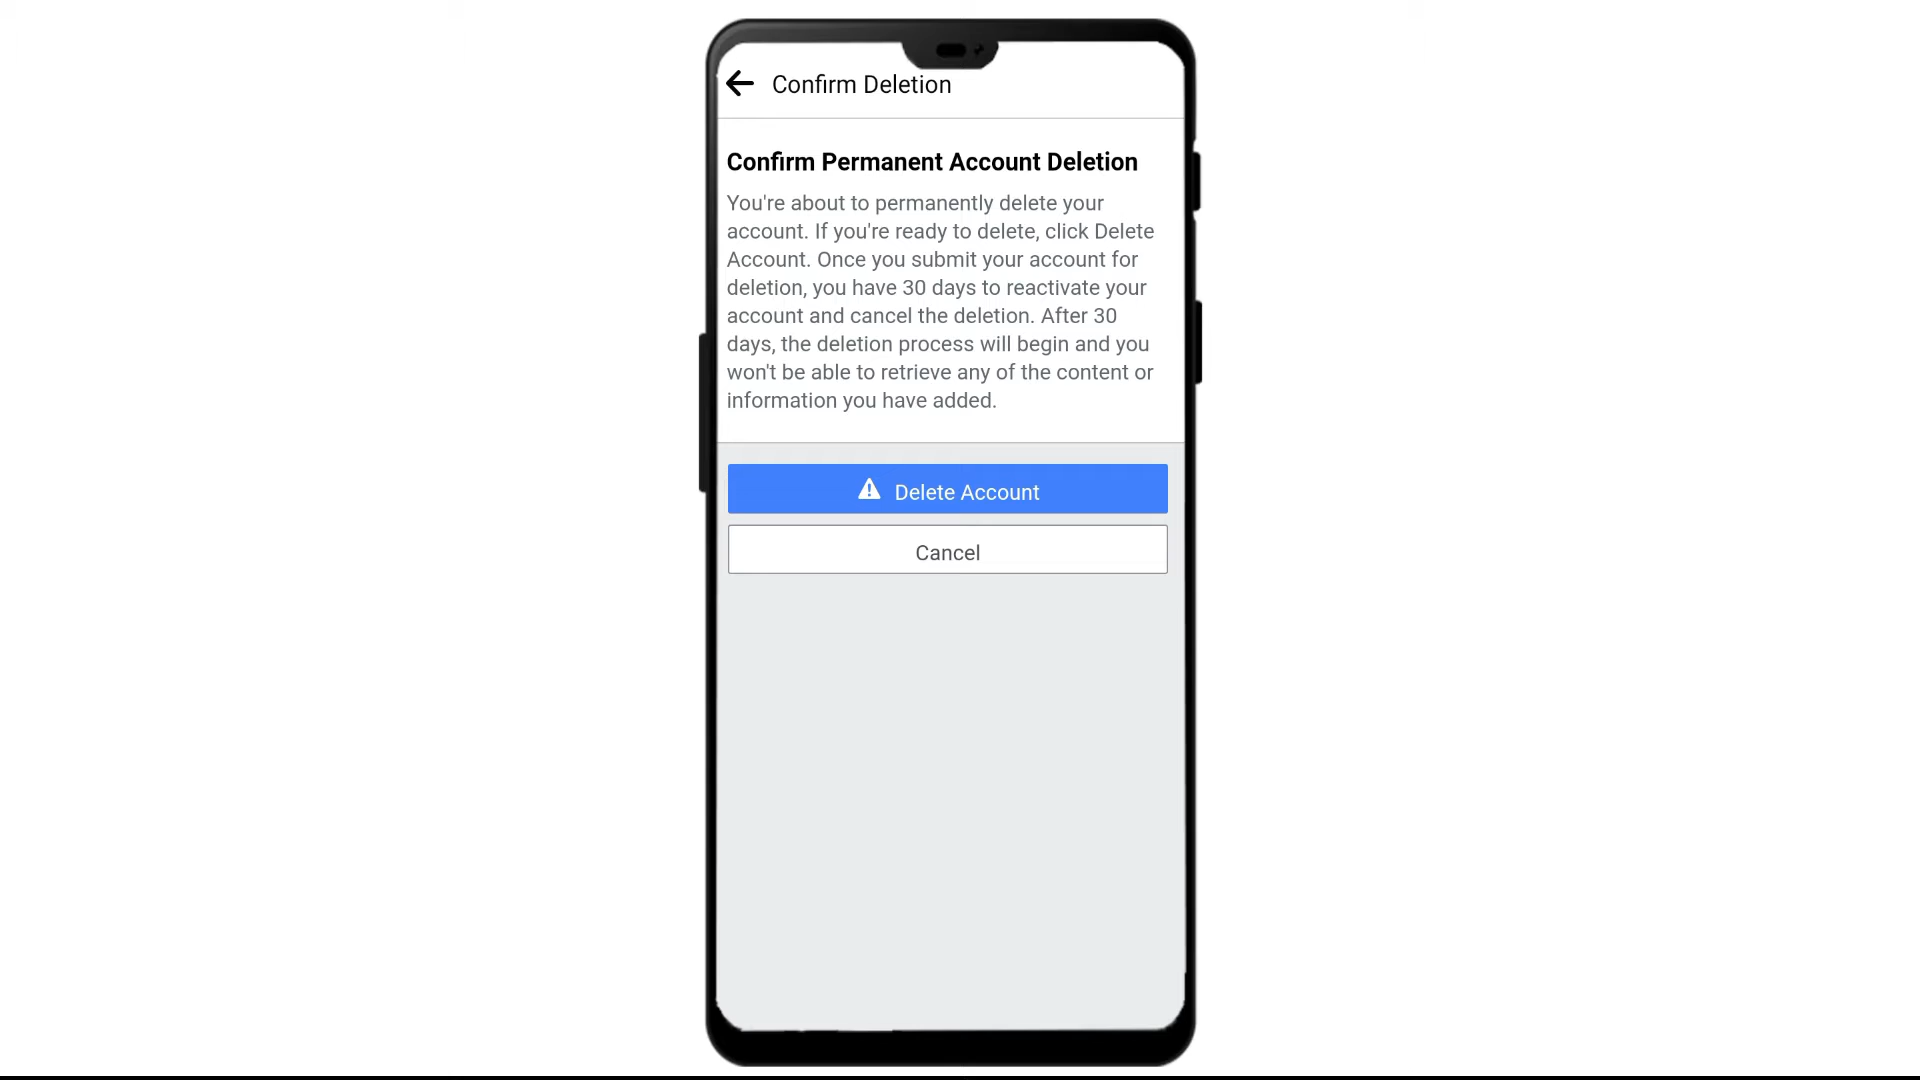 Confirm Deletion
Confirm Permanent Account Deletion
You're about to permanently delete your
account. If you're ready to delete, click Delete
Account. Once you submit your account for
deletion, you have 30 days to reactivate your
account and cancel the deletion. After 30
days, the deletion process will begin and you
won't be able to retrieve any of the content or
information you have added.
Delete Account
Cancel